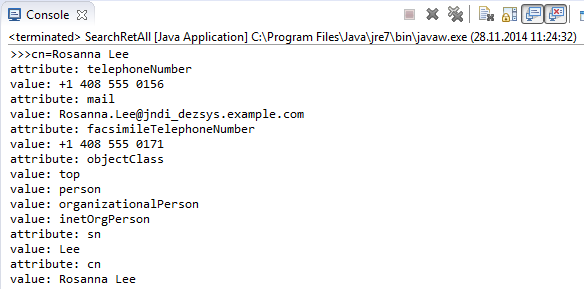 Console
<terminated> SearchRetAll [Java Application] C:\Program Files\Java\jre7\bin\javaw.exe (28.11.2014 11:24:32)
>>>cn=Rosanna Lee
attribute: telephoneNumber
value: +1 408 555 0156
attribute: mail
value: Rosanna.Lee@jndi_dezsys.example.com
attribute: facsimileTelephoneNumber
value: +1 408 555 0171
attribute: objectClass
value: top
value: person
value: organizationalPerson
value: inetOrgPerson
attribute: sn
value: Lee
attribute: cn
value: Rosanna Lee